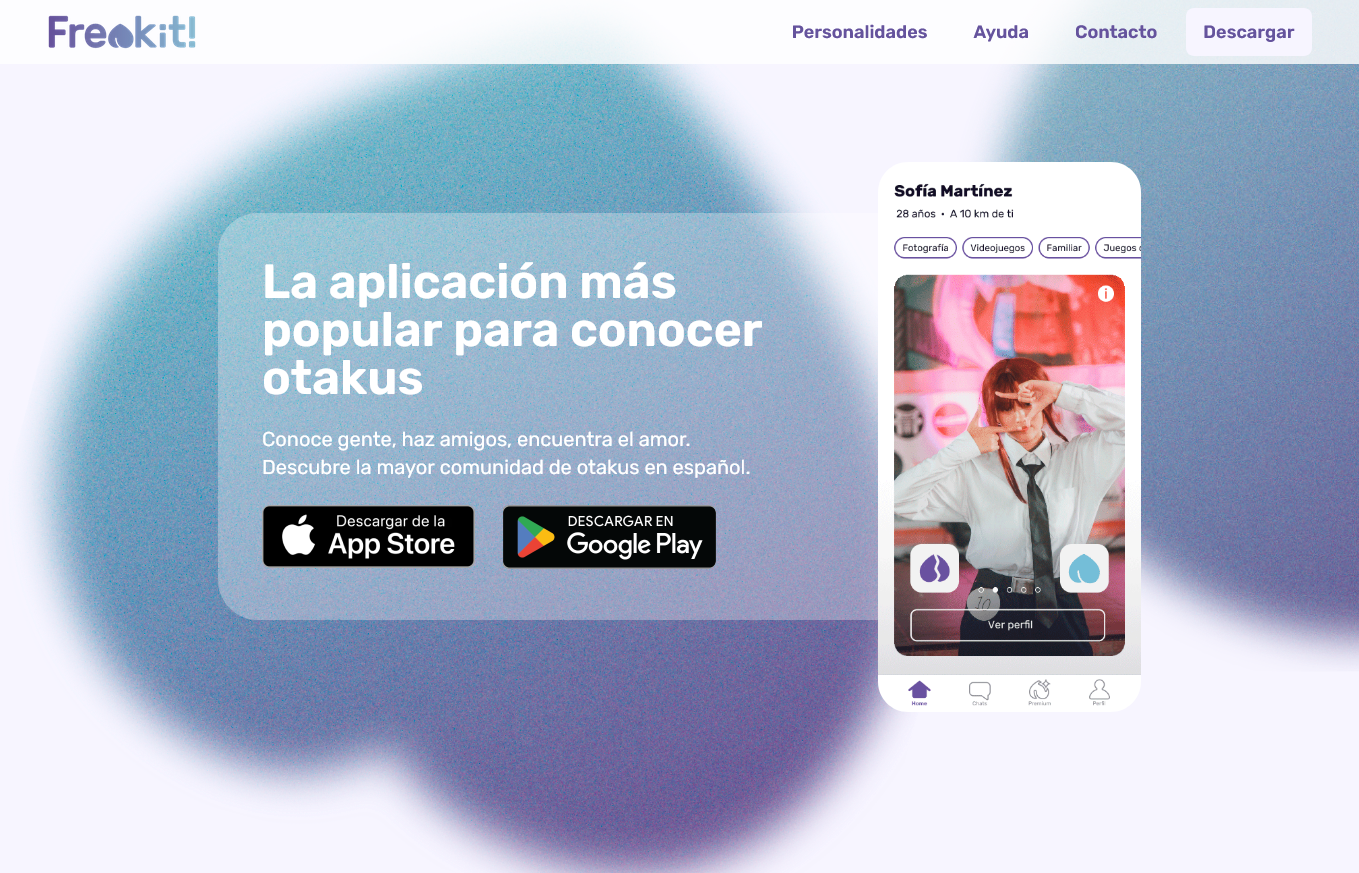 Freakit!
Personalidades
Ayuda
Contacto
Descargar
La aplicación más
popular para conocer
otakus
Conoce gente, haz amigos, encuentra el amor.
Descubre la mayor comunidad de otakus en español.
Descargar de la
App Store
DESCARGAR EN
Google Play
Sofía Martínez
28 años • A 10 km de ti
Fotografía
Videojuegos
Familiar
Juegos
i
10
Ver perfil
Home
Chats
Premium
Perfil